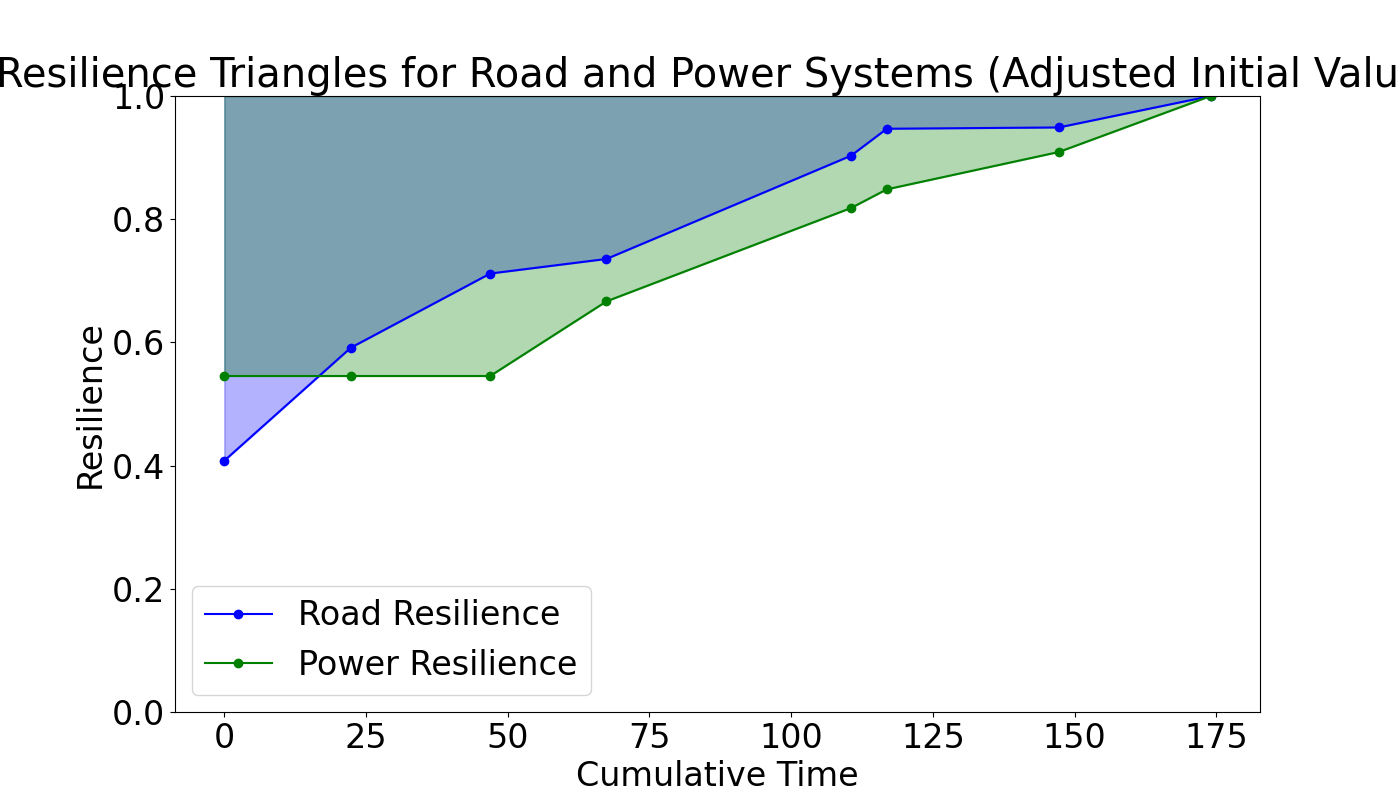 Resilience Triangles for Road and Power Systems (Adjusted Initial Valu
1.0
0.8
0.6
0.4
0.2
0.0
Resilience
Road Resilience
Power Resilience
0 25 50 75 100 125 150 175
Cumulative Time